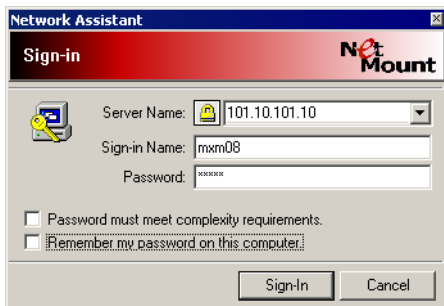 Network Assistant
Sign-in
NetMount
Server Name: 101.10.101.10
Sign-in Name: mxm08
Password: xxxxx
Password must meet complexity requirements.
Remember my password on this computer.
Sign-In Cancel